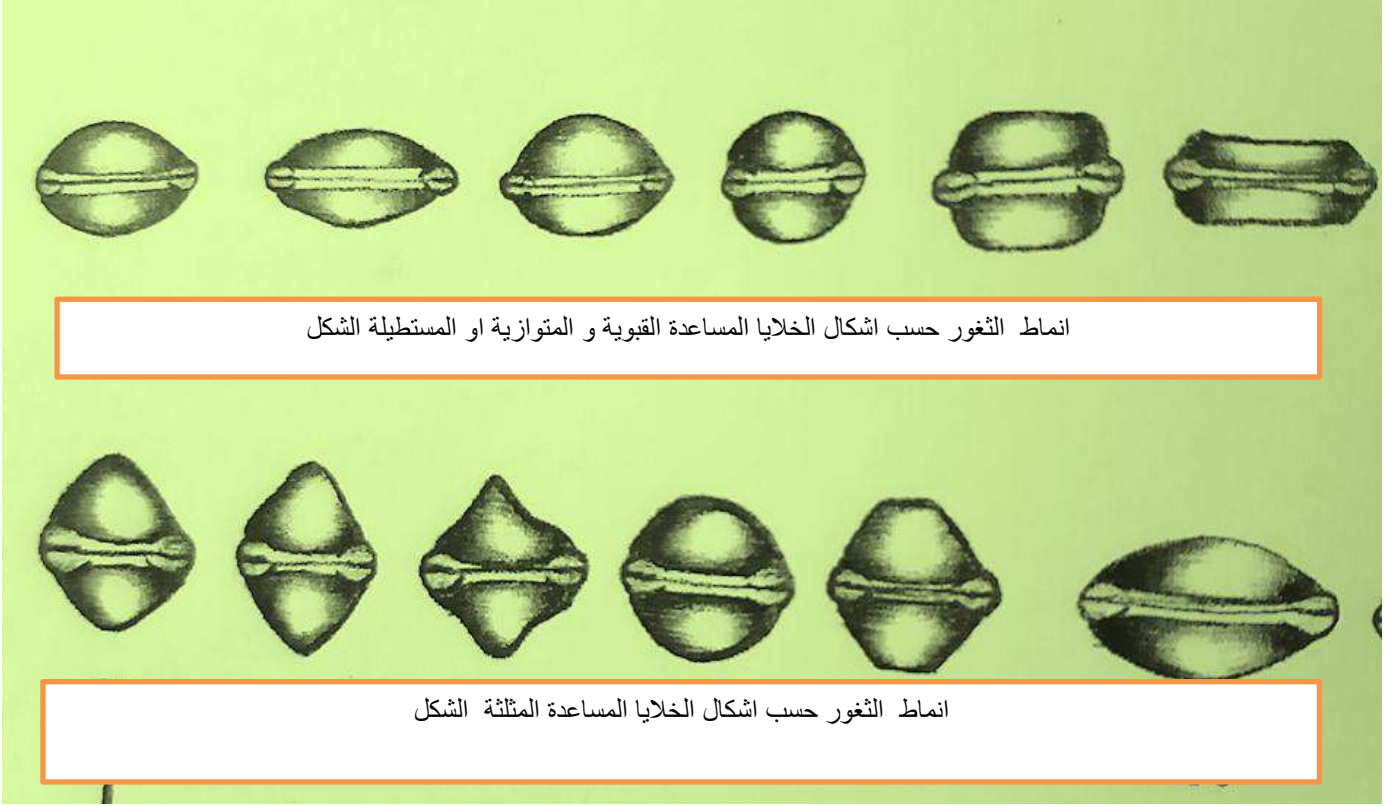 انماط الثغور حسب اشكال الخلايا المساعدة القبوية و المتوازية او المستطيلة الشكل
انماط الثغور حسب اشكال الخلايا المساعدة المثلثة الشكل